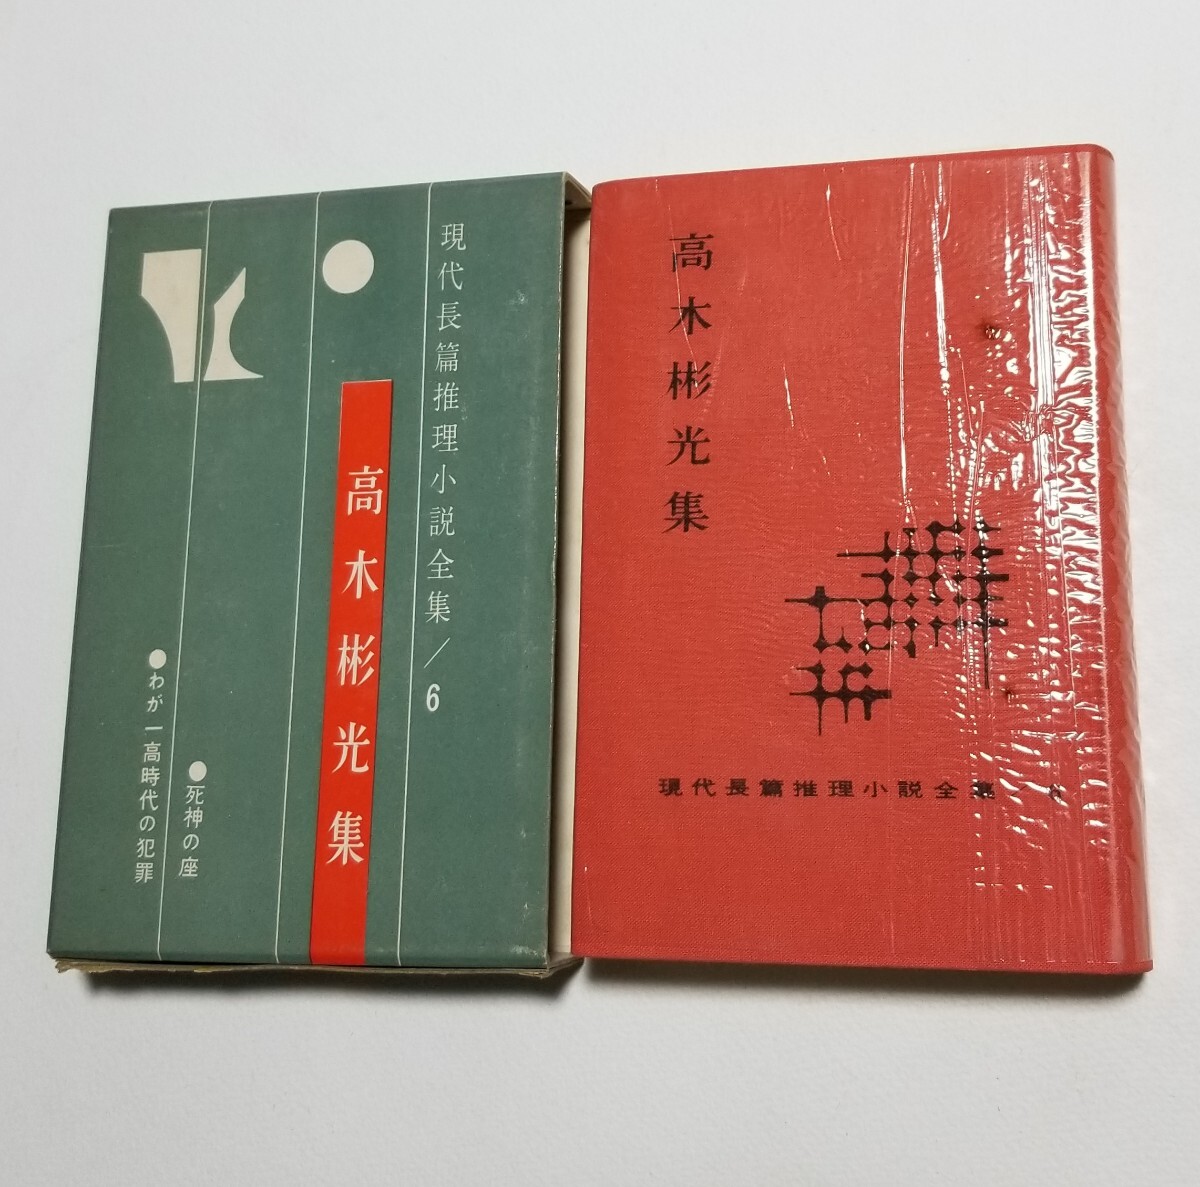 現代長篇推理小説全集／6
高木彬光集
●死神の座
●わが一高時代の犯罪
高木彬光集
現代長篇推理小説全集 6